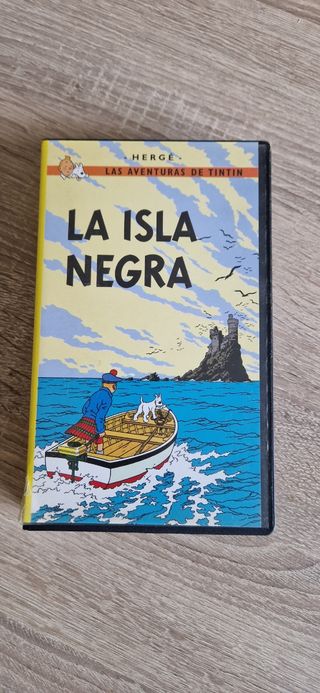 - HERGÉ -
LAS AVENTURAS DE TINTIN
LA ISLA
NEGRA